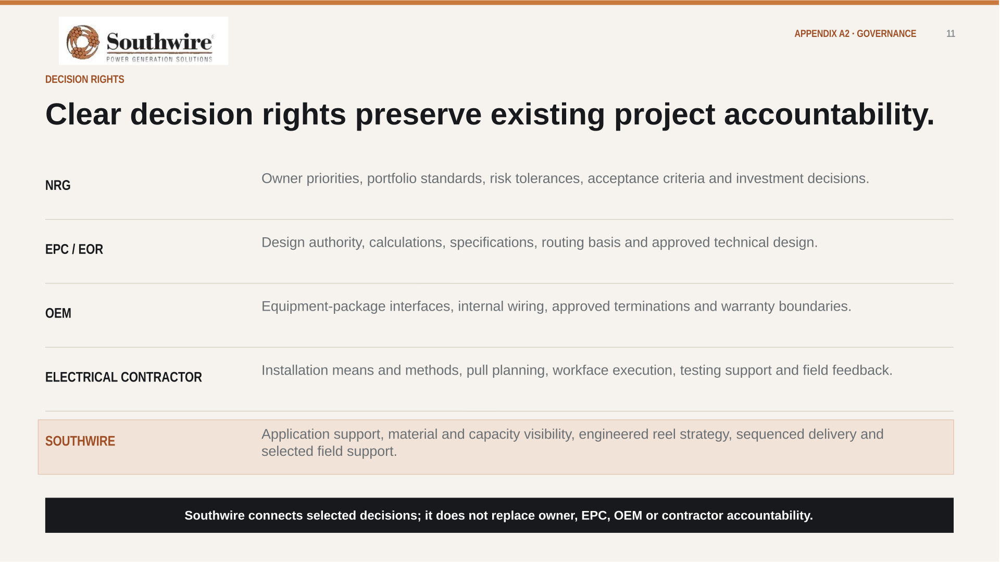 Southwire
POWER GENERATION SOLUTIONS
APPENDIX A2 · GOVERNANCE
11
DECISION RIGHTS
Clear decision rights preserve existing project accountability.
NRG
Owner priorities, portfolio standards, risk tolerances, acceptance criteria and investment decisions.
EPC / EOR
Design authority, calculations, specifications, routing basis and approved technical design.
OEM
Equipment-package interfaces, internal wiring, approved terminations and warranty boundaries.
ELECTRICAL CONTRACTOR
Installation means and methods, pull planning, workface execution, testing support and field feedback.
SOUTHWIRE
Application support, material and capacity visibility, engineered reel strategy, sequenced delivery and
selected field support.
Southwire connects selected decisions; it does not replace owner, EPC, OEM or contractor accountability.